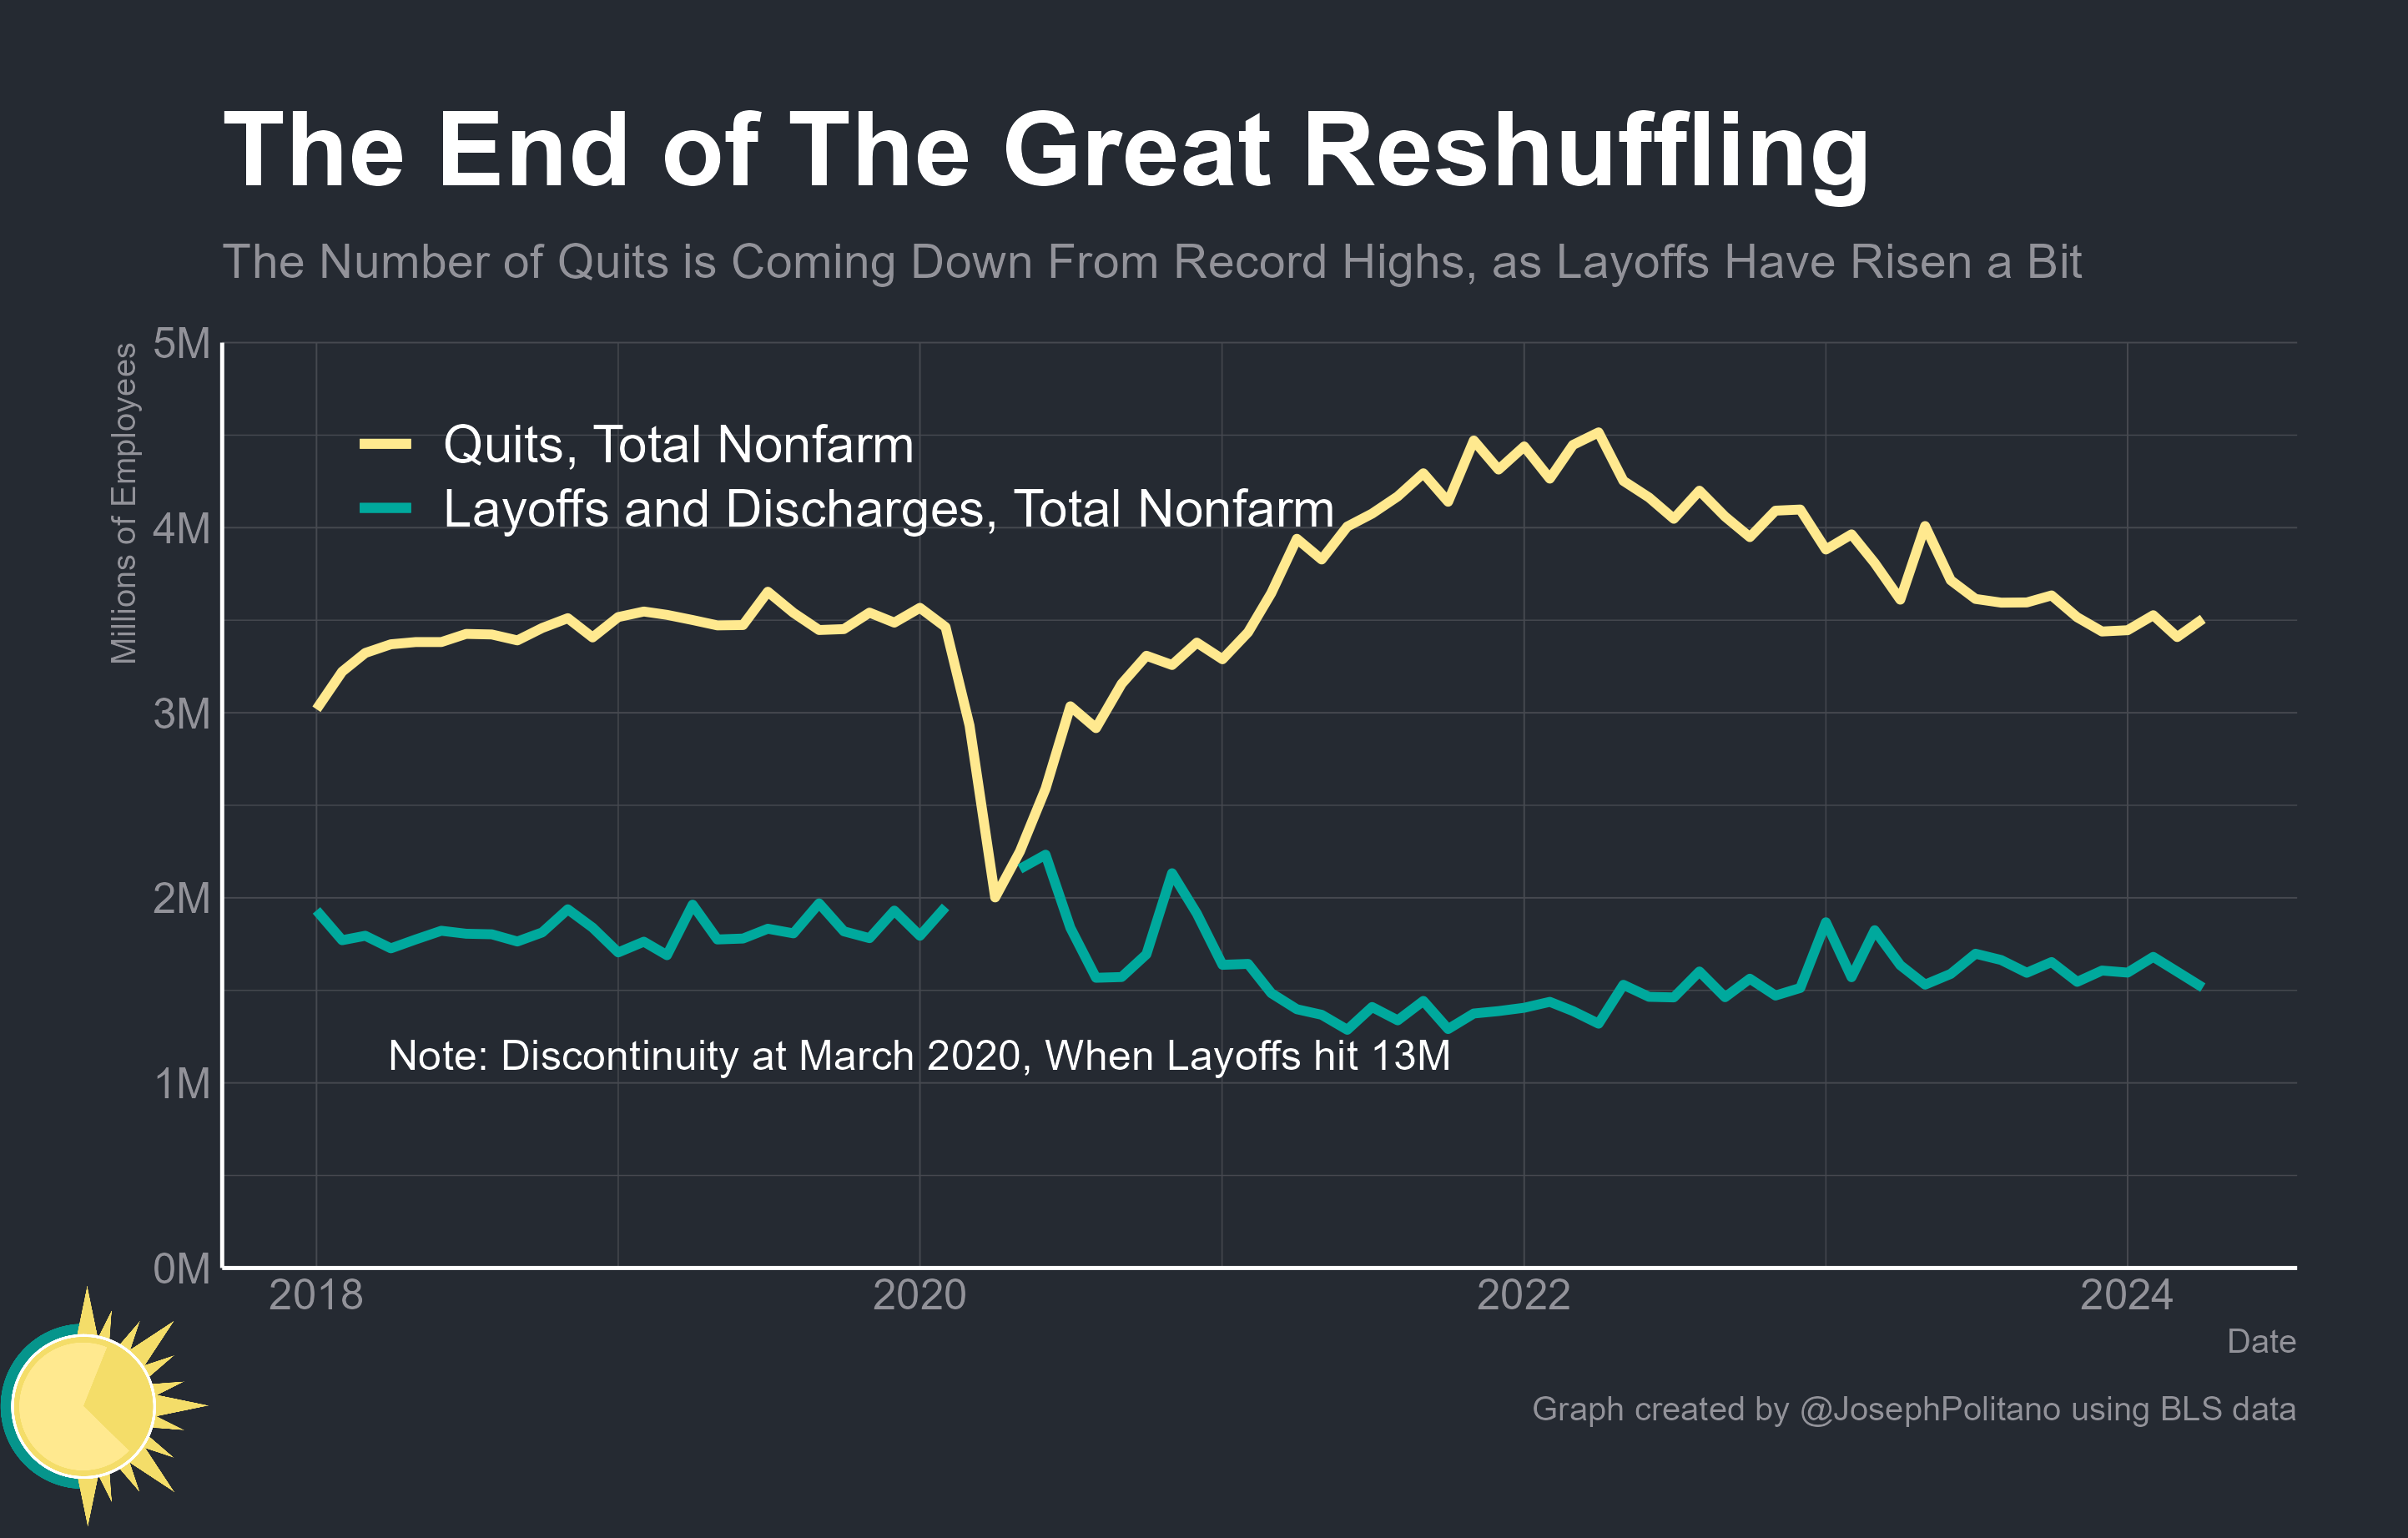 The End of The Great Reshuffling
The Number of Quits is Coming Down From Record Highs, as Layoffs Have Risen a Bit
Millions of Employees
5M
4M
3M
2M
1M
0M
Quits, Total Nonfarm
Layoffs and Discharges, Total Nonfarm
Note: Discontinuity at March 2020, When Layoffs hit 13M
2018 2020 2022 2024
Date
Graph created by @JosephPolitano using BLS data